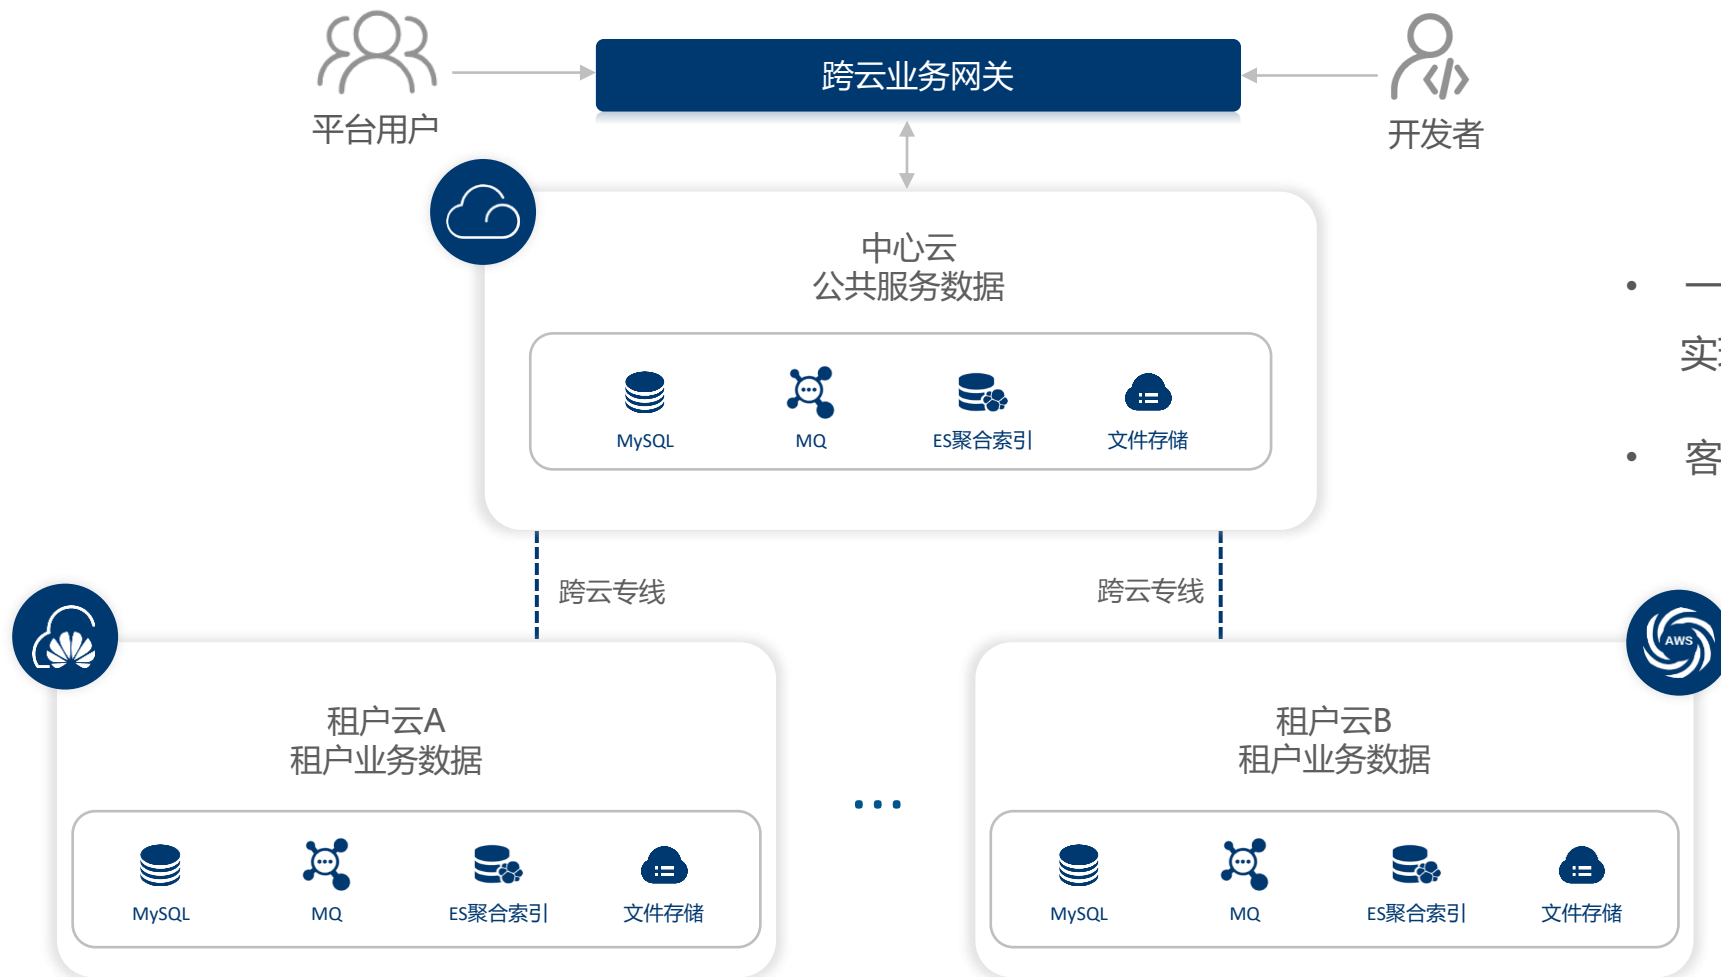 跨云业务网关
平台用户
开发者
中心云
公共服务数据
MySQL
MQ
ES聚合索引
文件存储
• 一
• 客
跨云专线
跨云专线
AWS
租户云A
租户业务数据
MySQL
MQ
ES聚合索引
文件存储
...
租户云B
租户业务数据
MySQL
MQ
ES聚合索引
文件存储